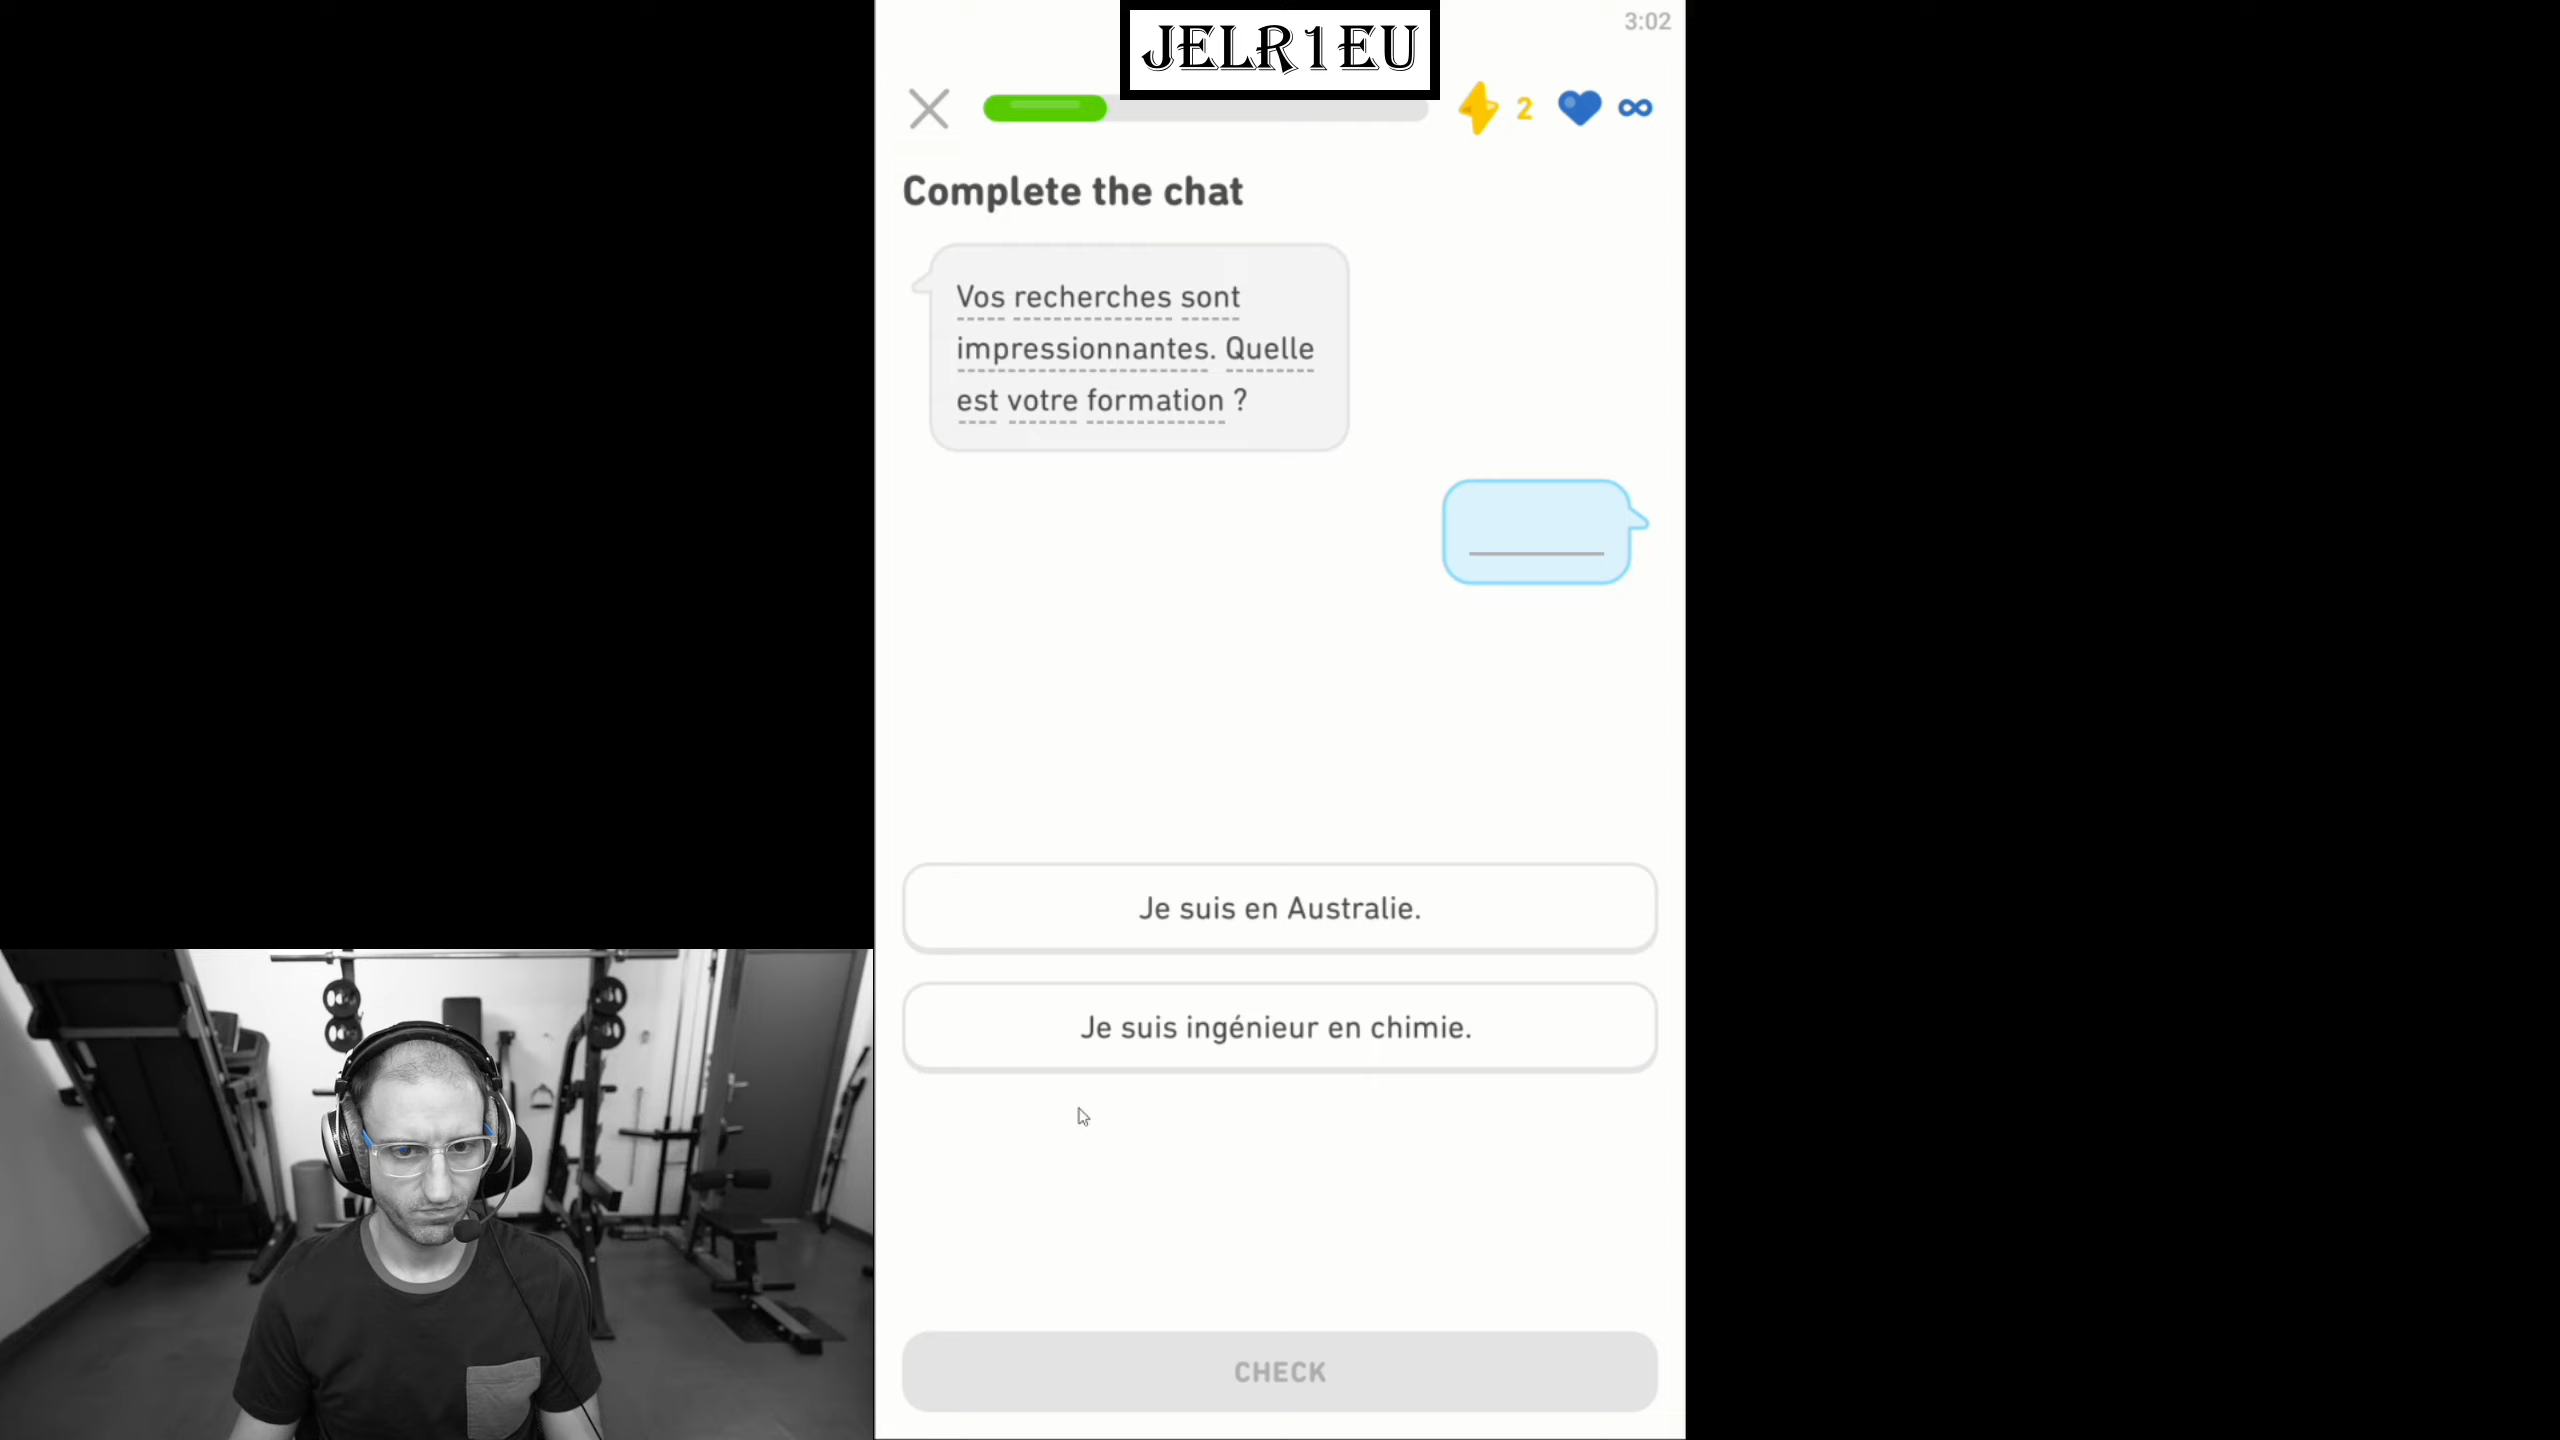 JELR1EU
3:02
2
∞
Complete the chat
Vos recherches sont
impressionnantes. Quelle
est votre formation ?
Je suis en Australie.
Je suis ingénieur en chimie.
CHECK